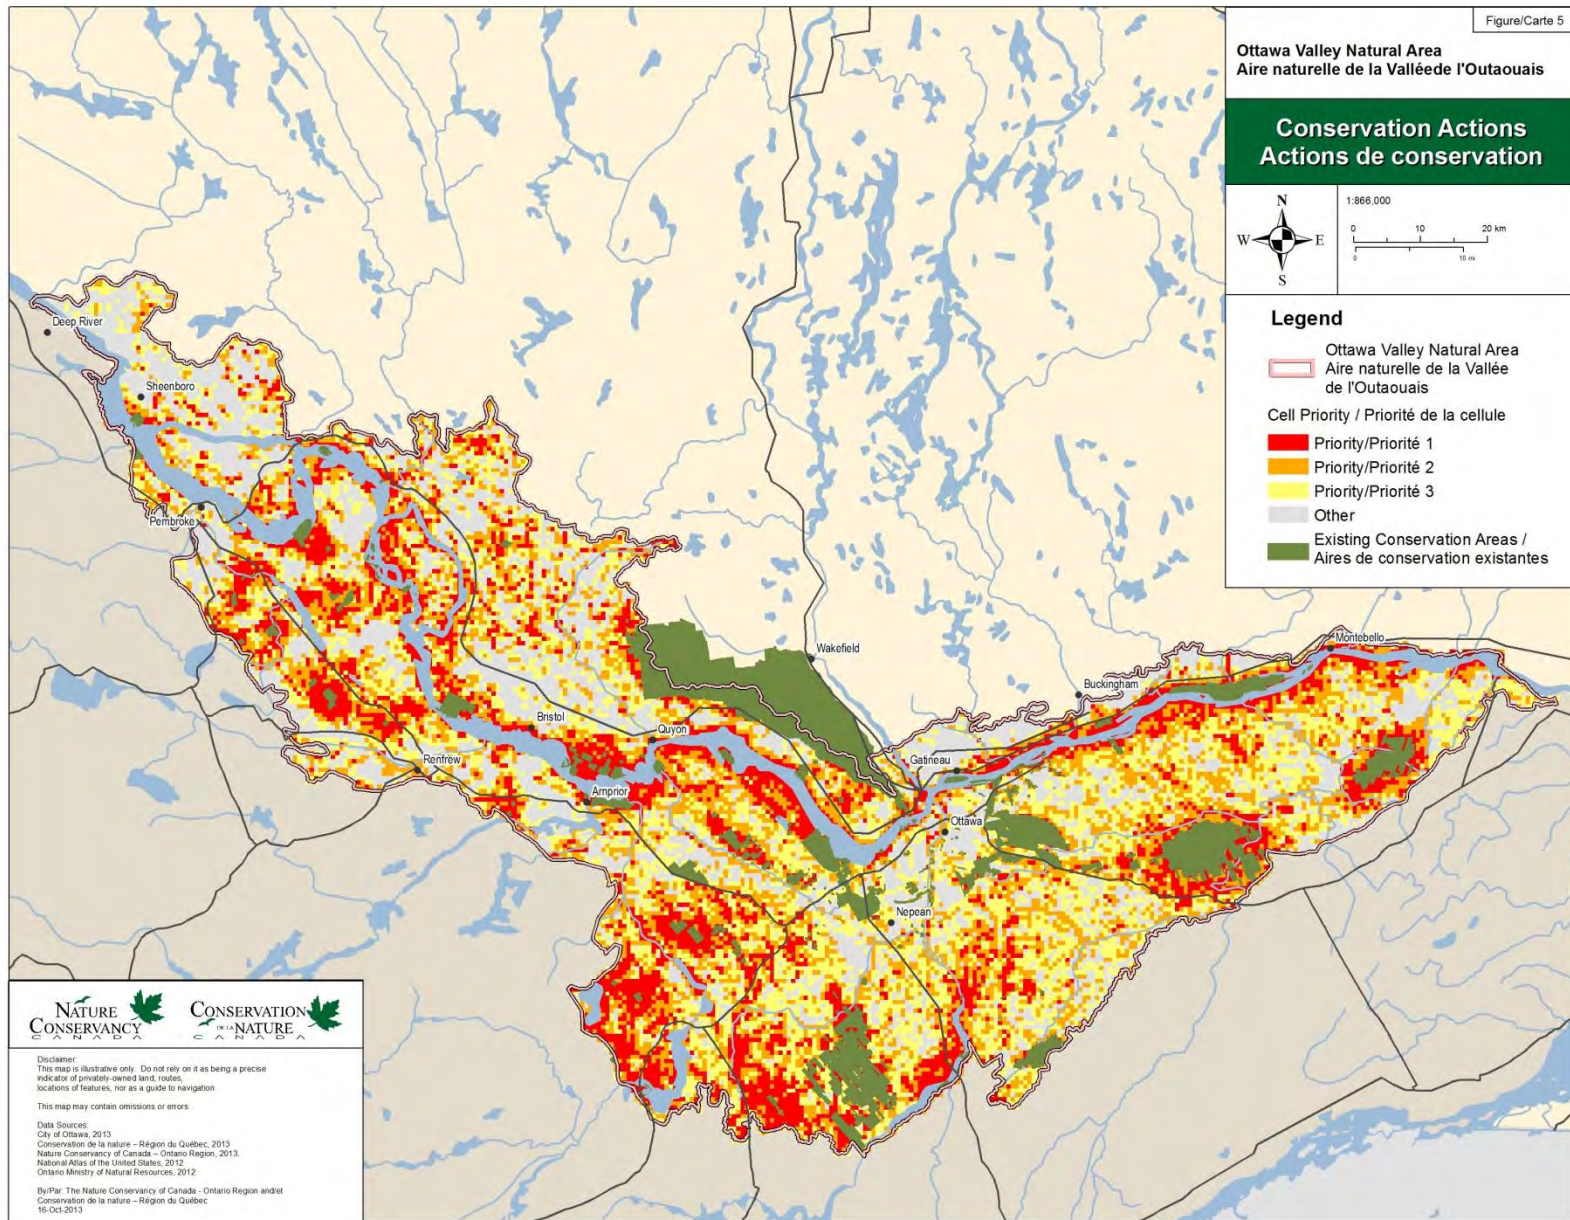 Figure/Carte 5
Ottawa Valley Natural Area
Aire naturelle de la Valléede l'Outaouais
Conservation Actions
Actions de conservation
N
W E
S
1:866,000
0 10 20 km
0 10 mi
Legend
Ottawa Valley Natural Area
Aire naturelle de la Vallée
de l'Outaouais
Cell Priority / Priorité de la cellule
Priority/Priorité 1
Priority/Priorité 2
Priority/Priorité 3
Other
Existing Conservation Areas /
Aires de conservation existantes
Deep River
Sheenboro
Pembroke
Wakefield
Montebello
Buckingham
Bristol
Quyon
Renfrew
Gatineau
Arnprior
Ottawa
Nepean
NATURE
CONSERVANCY
CANADA
CONSERVATION
DE LA NATURE
CANADA
Disclaimer:
This map is illustrative only. Do not rely on it as being a precise
indicator of privately-owned land, routes,
locations of features, nor as a guide to navigation.
This map may contain omissions or errors
Data Sources:
City of Ottawa, 2013
Conservation de la nature – Région du Québec, 2013
Nature Conservancy of Canada – Ontario Region, 2013.
National Atlas of the United States, 2012
Ontario Ministry of Natural Resources, 2012
By/Par: The Nature Conservancy of Canada - Ontario Region and/et
Conservation de la nature – Région du Québec
16-Oct-2013